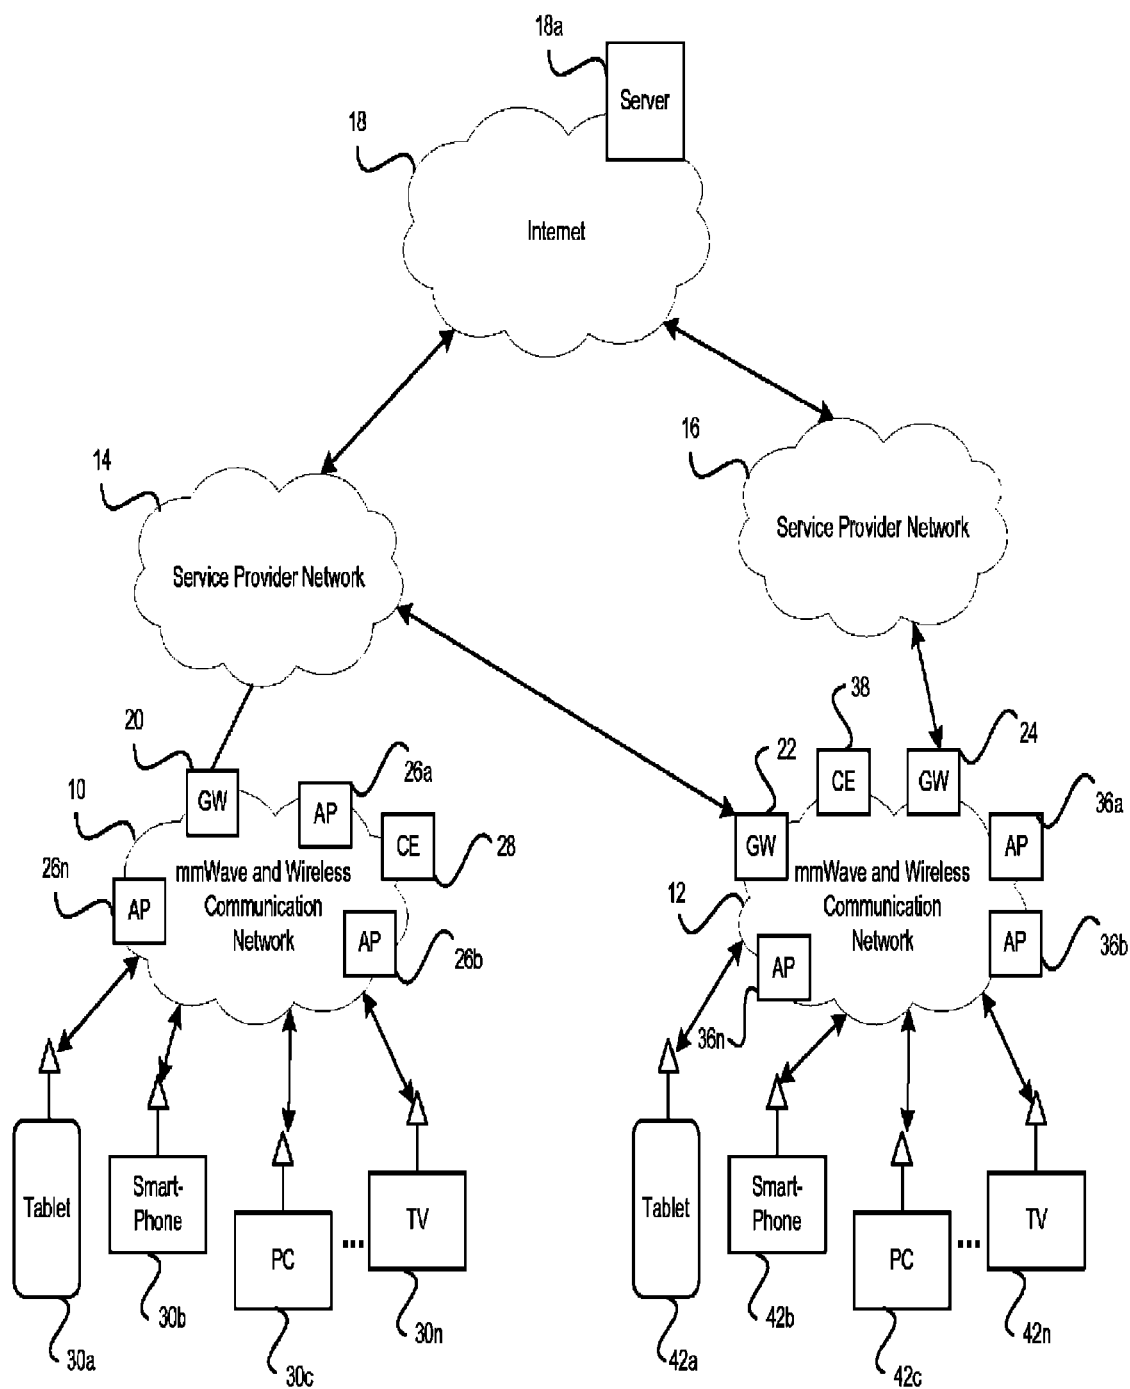 18a
Server
18
Internet
16
14
Service Provider Network
Service Provider Network
38
20
22
24
26a
GW
CE
GW
10
AP
36a
26n
CE
28
GW
AP
mmWave and Wireless
Communication
Network
mmWave and Wireless
Communication
Network
AP
12
AP
26b
AP
36b
AP
36n
Tablet
Smart-
Phone
PC
...
TV
Tablet
Smart-
Phone
PC
...
TV
30a
30b
30c
30n
42a
42b
42c
42n